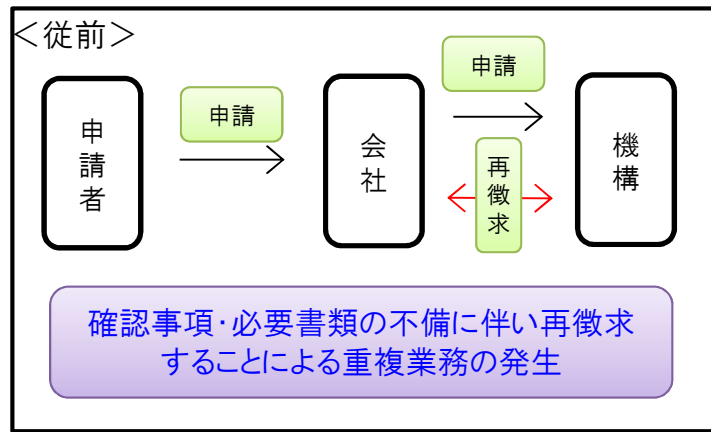 ＜従前＞
申請者
申請
会社
申請
再徴求
機構
確認事項・必要書類の不備に伴い再徴求
することによる重複業務の発生